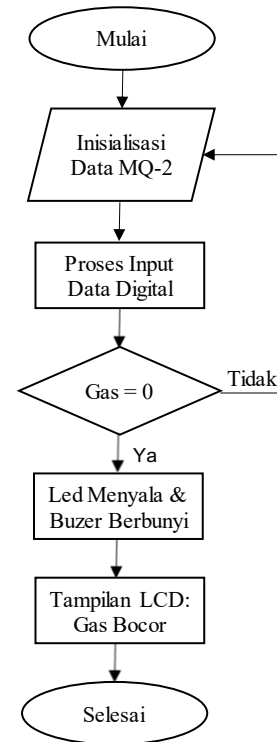 Mulai
Inisialisasi
Data MQ-2
Proses Input
Data Digital
Gas = 0
Tidak
Ya
Led Menyala &
Buzer Berbunyi
Tampilan LCD:
Gas Bocor
Selesai